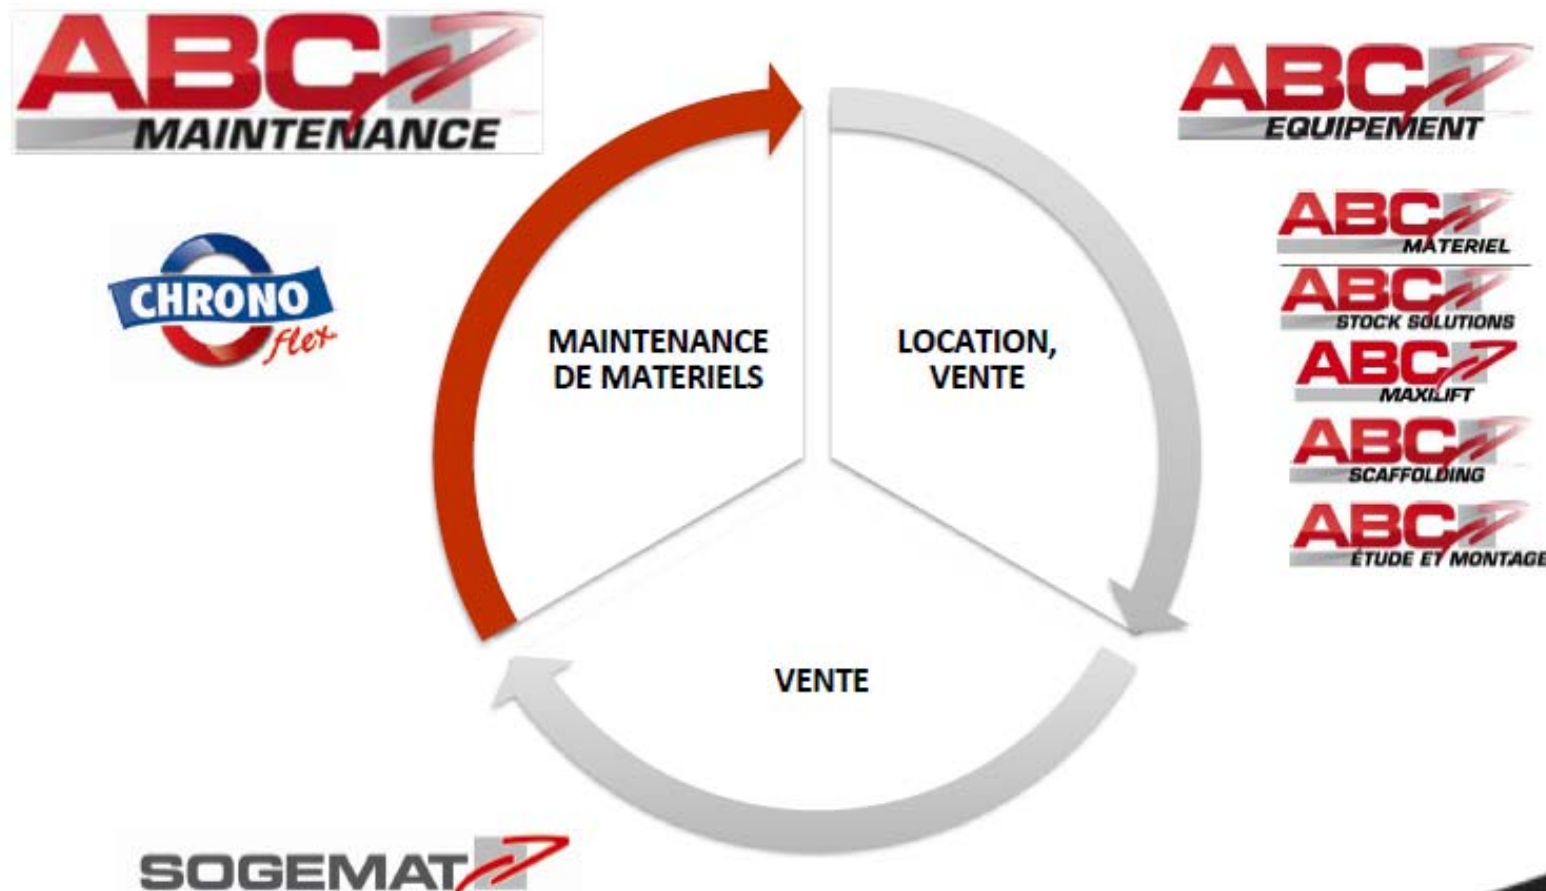 ABC
MAINTENANCE
CHRONO
flex
MAINTENANCE
DE MATERIELS
LOCATION,
VENTE
VENTE
SOGEMAT
ABC
EQUIPEMENT
ABC
MATERIEL
ABC
STOCK SOLUTIONS
ABC
MAXILIFT
ABC
SCAFFOLDING
ABC
ÉTUDE ET MONTAGE